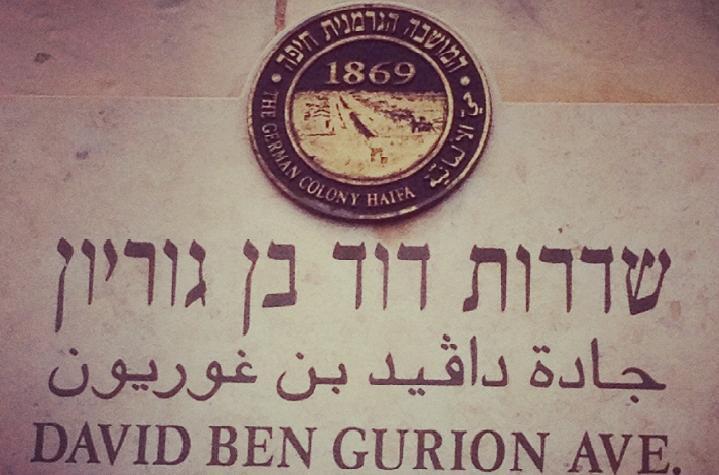 המושבה הגרמנית חיפה
1869
THE GERMAN COLONY HAIFA
שדרות דוד בן גוריון
جادة داڤيد بن غوريون
DAVID BEN GURION AVE.